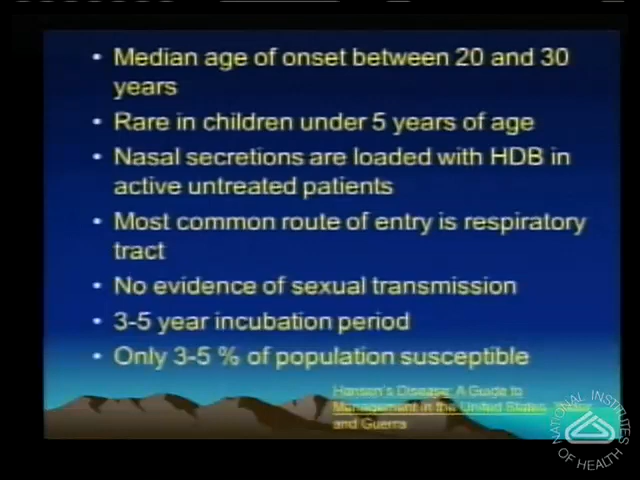 • Median age of onset between 20 and 30
years
• Rare in children under 5 years of age
• Nasal secretions are loaded with HDB in
active untreated patients
• Most common route of entry is respiratory
tract
• No evidence of sexual transmission
• 3-5 year incubation period
• Only 3-5 % of population susceptible
Hansen's Disease: A Guide to
Management in the United States,
and Guerra
NATIONAL INSTITUTES
OF HEALTH